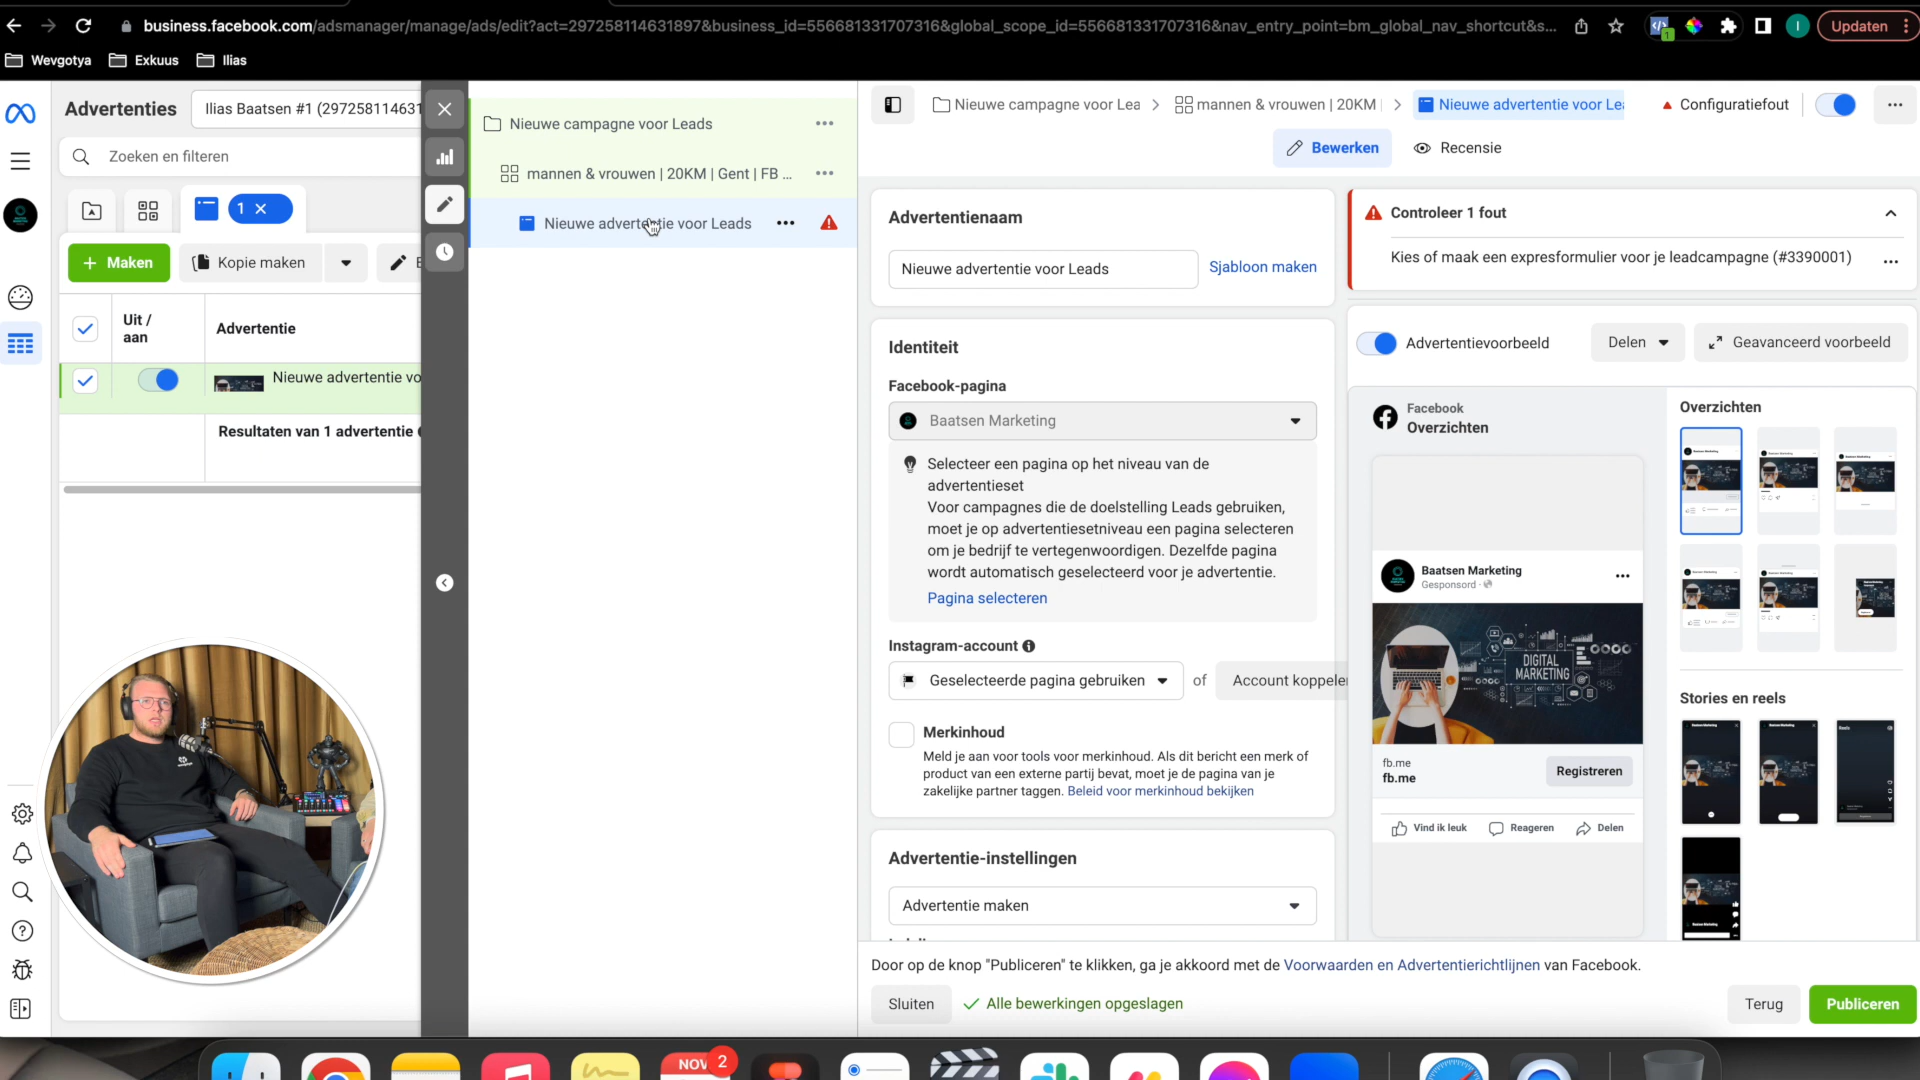 business.facebook.com/adsmanager/manage/ads/edit?act=297258114631897&business_id=556681331707316&global_scope_id=556681331707316&nav_entry_point=bm_global_nav_shortcut&s...
1
I
Updaten
Wevgotya
Exkuus
Ilias
Advertenties
Ilias Baatsen #1 (29725811463
Zoeken en filteren
1
Maken
Kopie maken
Uit / aan
Advertentie
Nieuwe advertentie vo
Resultaten van 1 advertentie
Nieuwe campagne voor Leads
mannen & vrouwen | 20KM | Gent | FB ...
Nieuwe advertentie voor Leads
Nieuwe campagne voor Lea
mannen & vrouwen | 20KM |
Nieuwe advertentie voor Le
Configuratiefout
Bewerken
Recensie
Advertentienaam
Nieuwe advertentie voor Leads
Sjabloon maken
Identiteit
Facebook-pagina
Baatsen Marketing
Selecteer een pagina op het niveau van de
advertentieset
Voor campagnes die de doelstelling Leads gebruiken,
moet je op advertentiesetniveau een pagina selecteren
om je bedrijf te vertegenwoordigen. Dezelfde pagina
wordt automatisch geselecteerd voor je advertentie.
Pagina selecteren
Instagram-account
Geselecteerde pagina gebruiken
of
Account koppele
Merkinhoud
Meld je aan voor tools voor merkinhoud. Als dit bericht een merk of
product van een externe partij bevat, moet je de pagina van je
zakelijke partner taggen. Beleid voor merkinhoud bekijken
Advertentie-instellingen
Advertentie maken
Controleer 1 fout
Kies of maak een expresformulier voor je leadcampagne (#3390001)
Advertentievoorbeeld
Delen
Geavanceerd voorbeeld
Facebook
Overzichten
Baatsen Marketing
Gesponsord
DIGITAL
MARKETING
fb.me
fb.me
Registreren
Vind ik leuk
Reageren
Delen
Overzichten
Stories en reels
Door op de knop "Publiceren" te klikken, ga je akkoord met de Voorwaarden en Advertentierichtlijnen van Facebook.
Sluiten
Alle bewerkingen opgeslagen
Terug
Publiceren
NOV
2